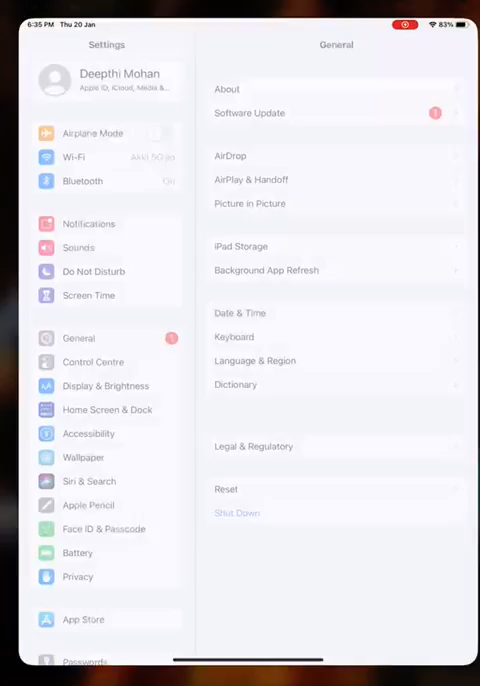 6:35 PM Thu 20 Jan
83%
Settings
General
Deepthi Mohan
Apple ID, iCloud, Media &...
Airplane Mode
Wi-Fi
Bluetooth On
Notifications
Sounds
Do Not Disturb
Screen Time
General 1
Control Centre
Display & Brightness
Home Screen & Dock
Accessibility
Wallpaper
Siri & Search
Apple Pencil
Face ID & Passcode
Battery
Privacy
App Store
Passwords
About
Software Update 1
AirDrop
AirPlay & Handoff
Picture in Picture
iPad Storage
Background App Refresh
Date & Time
Keyboard
Language & Region
Dictionary
Legal & Regulatory
Reset
Shut Down